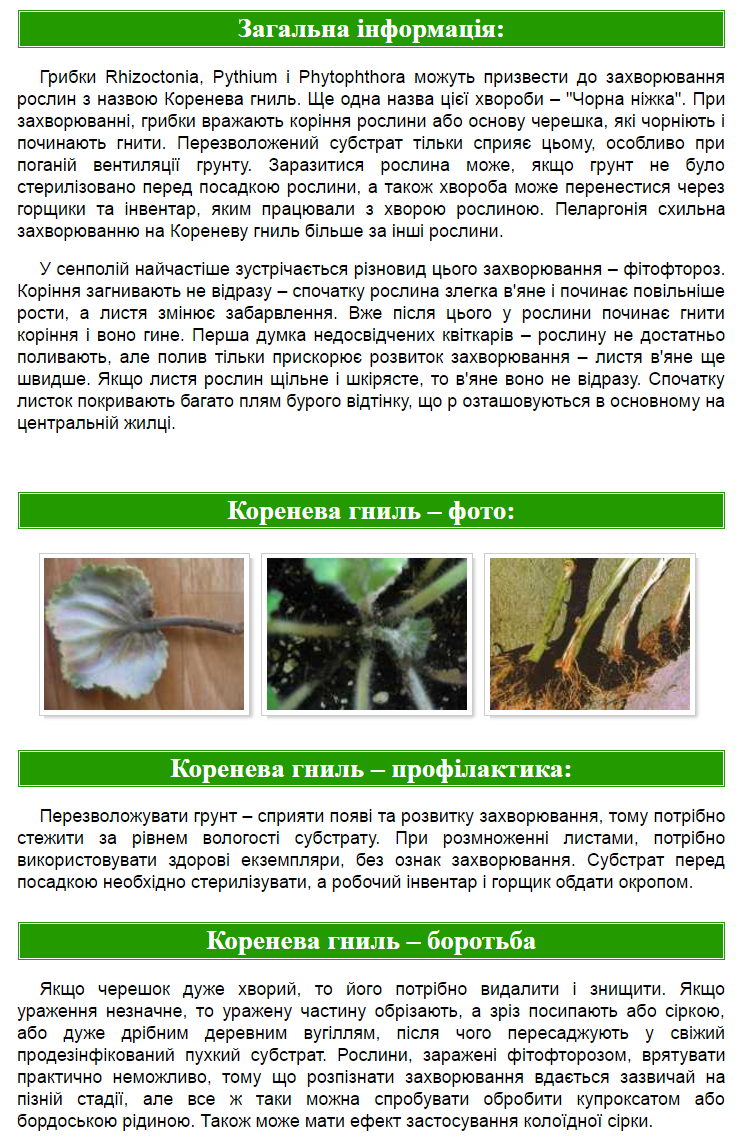 Загальна інформація:
Грибки Rhizoctonia, Pythium і Phytophthora можуть призвести до захворювання
рослин з назвою Коренева гниль. Ще одна назва цієї хвороби – "Чорна ніжка". При
захворюванні, грибки вражають коріння рослини або основу черешка, які чорніють і
починають гнити. Перезволожений субстрат тільки сприяє цьому, особливо при
поганій вентиляції грунту. Заразитися рослина може, якщо грунт не було
стерилізовано перед посадкою рослини, а також хвороба може перенестися через
горщики та інвентар, яким працювали з хворою рослиною. Пеларгонія схильна
захворюванню на Кореневу гниль більше за інші рослини.
У сенполій найчастіше зустрічається різновид цього захворювання – фітофтороз.
Коріння загнивають не відразу – спочатку рослина злегка в'яне і починає повільніше
рости, а листя змінює забарвлення. Вже після цього у рослини починає гнити
коріння і воно гине. Перша думка недосвідчених квіткарів – рослину не достатньо
поливають, але полив тільки прискорює розвиток захворювання – листя в'яне ще
швидше. Якщо листя рослин щільне і шкірясте, то в'яне воно не відразу. Спочатку
листок покривають багато плям бурого відтінку, що р озташовуються в основному на
центральній жилці.
Коренева гниль – фото:
Коренева гниль – профілактика:
Перезволожувати грунт – сприяти появі та розвитку захворювання, тому потрібно
стежити за рівнем вологості субстрату. При розмноженні листами, потрібно
використовувати здорові екземпляри, без ознак захворювання. Субстрат перед
посадкою необхідно стерилізувати, а робочий інвентар і горщик обдати окропом.
Коренева гниль – боротьба
Якщо черешок дуже хворий, то його потрібно видалити і знищити. Якщо
ураження незначне, то уражену частину обрізають, а зріз посипають або сіркою,
або дуже дрібним деревним вугіллям, після чого пересаджують у свіжий
продезінфікований пухкий субстрат. Рослини, заражені фітофторозом, врятувати
практично неможливо, тому що розпізнати захворювання вдається зазвичай на
пізній стадії, але все ж таки можна спробувати обробити купроксатом або
бордоською рідиною. Також може мати ефект застосування колоїдної сірки.